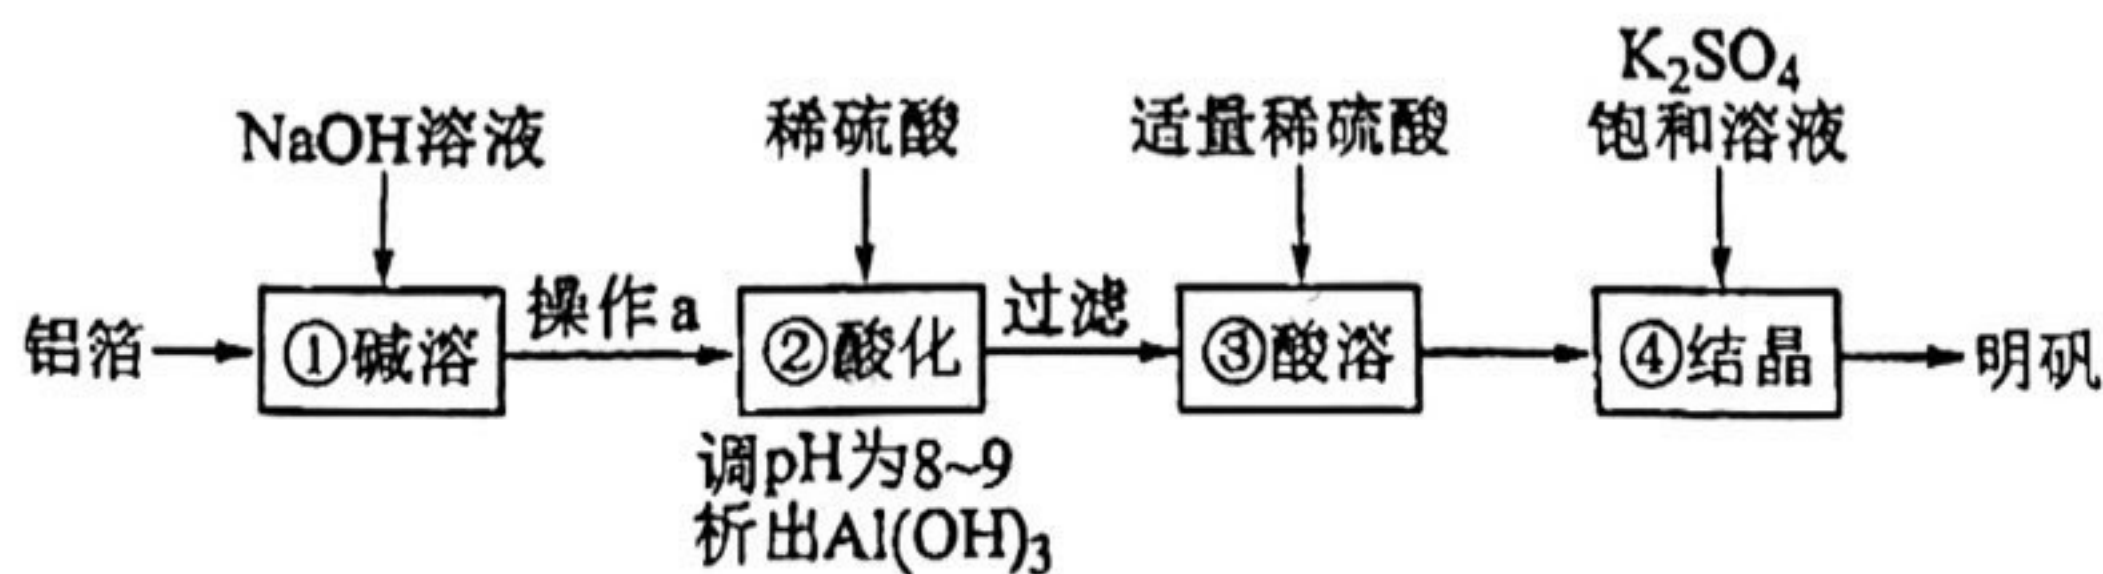 K₂SO₄
NaOH溶液 稀硫酸 适量稀硫酸 饱和溶液
铝箔 ①碱溶 操作a ②酸化 过滤 ③酸溶 ④结晶 明矾
调pH为8~9
析出Al(OH)₃